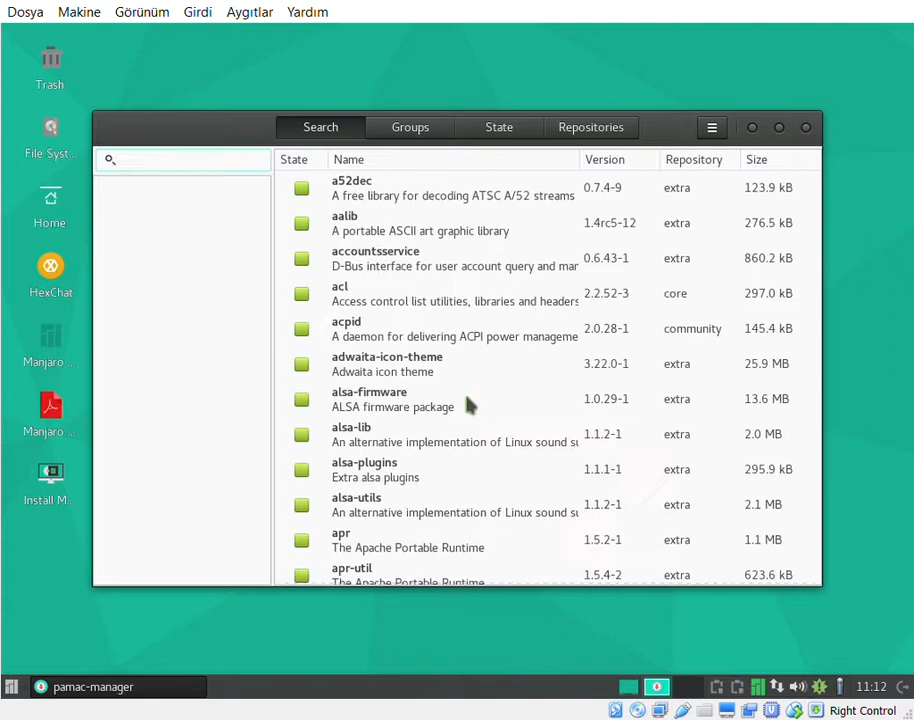 Dosya Makine Görünüm Girdi Aygıtlar Yardım
Trash
File Syst...
Home
HexChat
Manjaro ...
Manjaro...
Install M...
Search Groups State Repositories
State Name Version Repository Size
a52dec
A free library for decoding ATSC A/52 streams
0.7.4-9 extra 123.9 kB
aalib
A portable ASCII art graphic library
1.4rc5-12 extra 276.5 kB
accountsservice
D-Bus interface for user account query and mar
0.6.43-1 extra 860.2 kB
acl
Access control list utilities, libraries and headers
2.2.52-3 core 297.0 kB
acpid
A daemon for delivering ACPI power manageme
2.0.28-1 community 145.4 kB
adwaita-icon-theme
Adwaita icon theme
3.22.0-1 extra 25.9 MB
alsa-firmware
ALSA firmware package
1.0.29-1 extra 13.6 MB
alsa-lib
An alternative implementation of Linux sound su
1.1.2-1 extra 2.0 MB
alsa-plugins
Extra alsa plugins
1.1.1-1 extra 295.9 kB
alsa-utils
An alternative implementation of Linux sound su
1.1.2-1 extra 2.1 MB
apr
The Apache Portable Runtime
1.5.2-1 extra 1.1 MB
apr-util
The Apache Portable Runtime
1.5.4-2 extra 623.6 kB
pamac-manager
11:12
Right Control